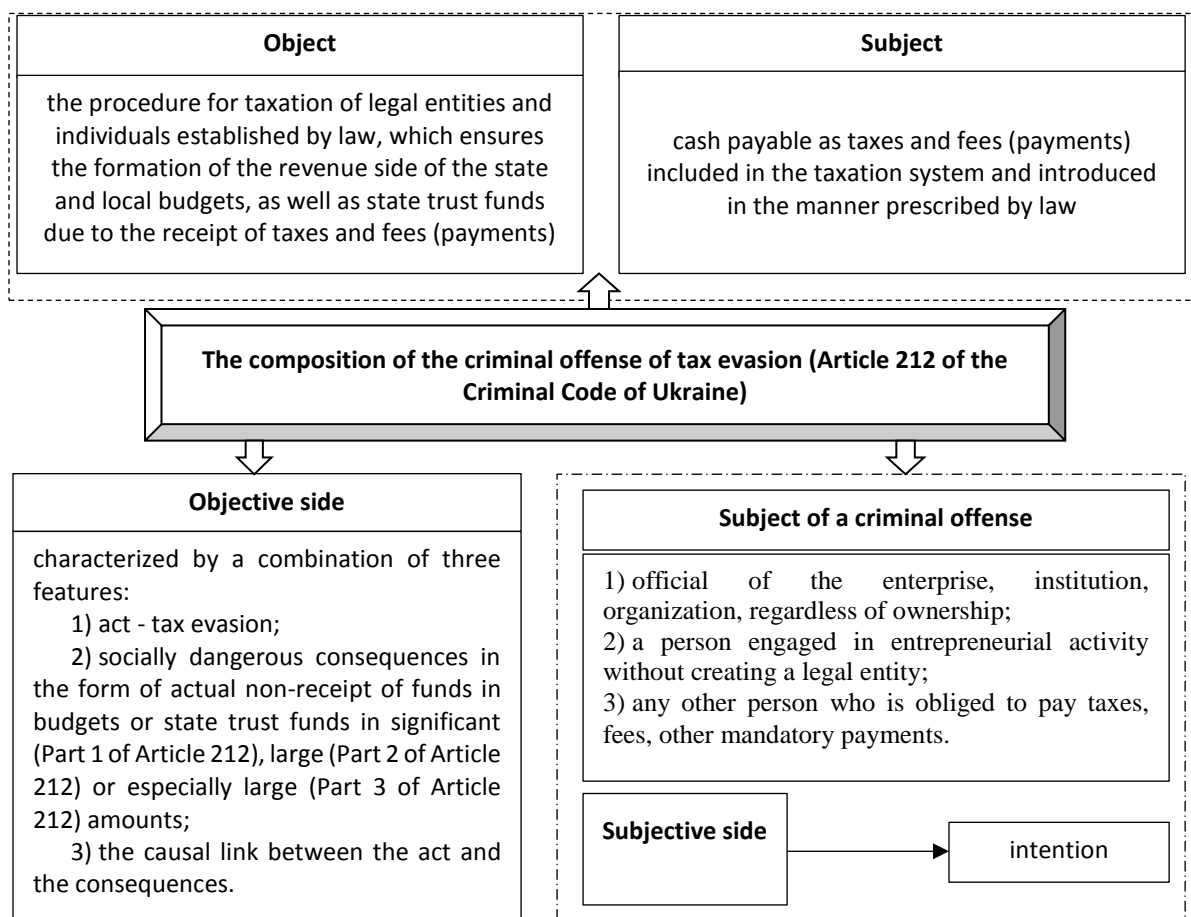 Object
the procedure for taxation of legal entities and
individuals established by law, which ensures
the formation of the revenue side of the state
and local budgets, as well as state trust funds
due to the receipt of taxes and fees (payments)
Subject
cash payable as taxes and fees (payments)
included in the taxation system and introduced
in the manner prescribed by law
The composition of the criminal offense of tax evasion (Article 212 of the
Criminal Code of Ukraine)
Objective side
characterized by a combination of three
features:
1) act - tax evasion;
2) socially dangerous consequences in
the form of actual non-receipt of funds in
budgets or state trust funds in significant
(Part 1 of Article 212), large (Part 2 of Article
212) or especially large (Part 3 of Article
212) amounts;
3) the causal link between the act and
the consequences.
Subject of a criminal offense
1) official of the enterprise, institution,
organization, regardless of ownership;
2) a person engaged in entrepreneurial activity
without creating a legal entity;
3) any other person who is obliged to pay taxes,
fees, other mandatory payments.
Subjective side
intention